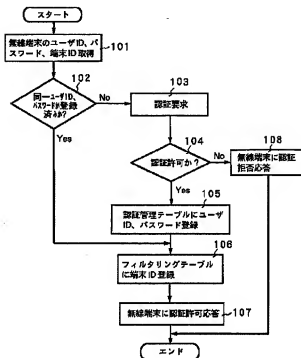 スタート
無線端末のユーザID、パ
スワード、端末ID取得
101
102
同一ユーザID、
パスワードが登録
済みか?
No
Yes
103
認証要求
104
認証許可か?
No
Yes
108
無線端末に認証
拒否応答
105
認証管理テーブルにユーザ
ID、パスワード登録
106
フィルタリングテーブル
に端末ID登録
無線端末に認証許可応答
107
エンド